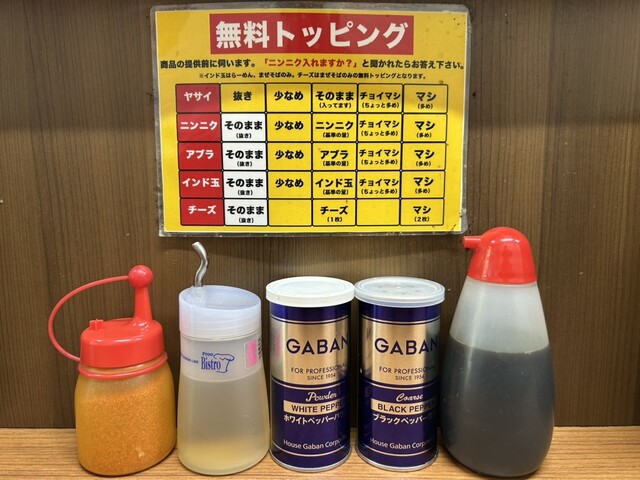 無料トッピング
商品の提供前に伺います。「ニンニク入れますか?」と聞かれたらお答え下さい。
※インド玉はらーめん、まぜそばのみ。チーズはまぜそばのみの無料トッピングとなります。
ヤサイ 抜き 少なめ そのまま(入ってます) チョイマシ(ちょっと多め) マシ(多め)
ニンニク そのまま(抜き) 少なめ ニンニク(基準の量) チョイマシ(ちょっと多め) マシ(多め)
アブラ そのまま(抜き) 少なめ アブラ(基準の量) チョイマシ(ちょっと多め) マシ(多め)
インド玉 そのまま(抜き) 少なめ インド玉(基準の量) チョイマシ(ちょっと多め) マシ(多め)
チーズ そのまま(抜き) チーズ(1枚) マシ(2枚)
Food
Bistro
GABAN
FOR PROFESSIONAL
SINCE 1954
Powder
WHITE PEPP
ホワイトペッパー
House Gaban Corpor
GABAN
FOR PROFESSIONAL
SINCE 1954
Coarse
BLACK PEPP
ブラックペッパー
House Gaban Corpor